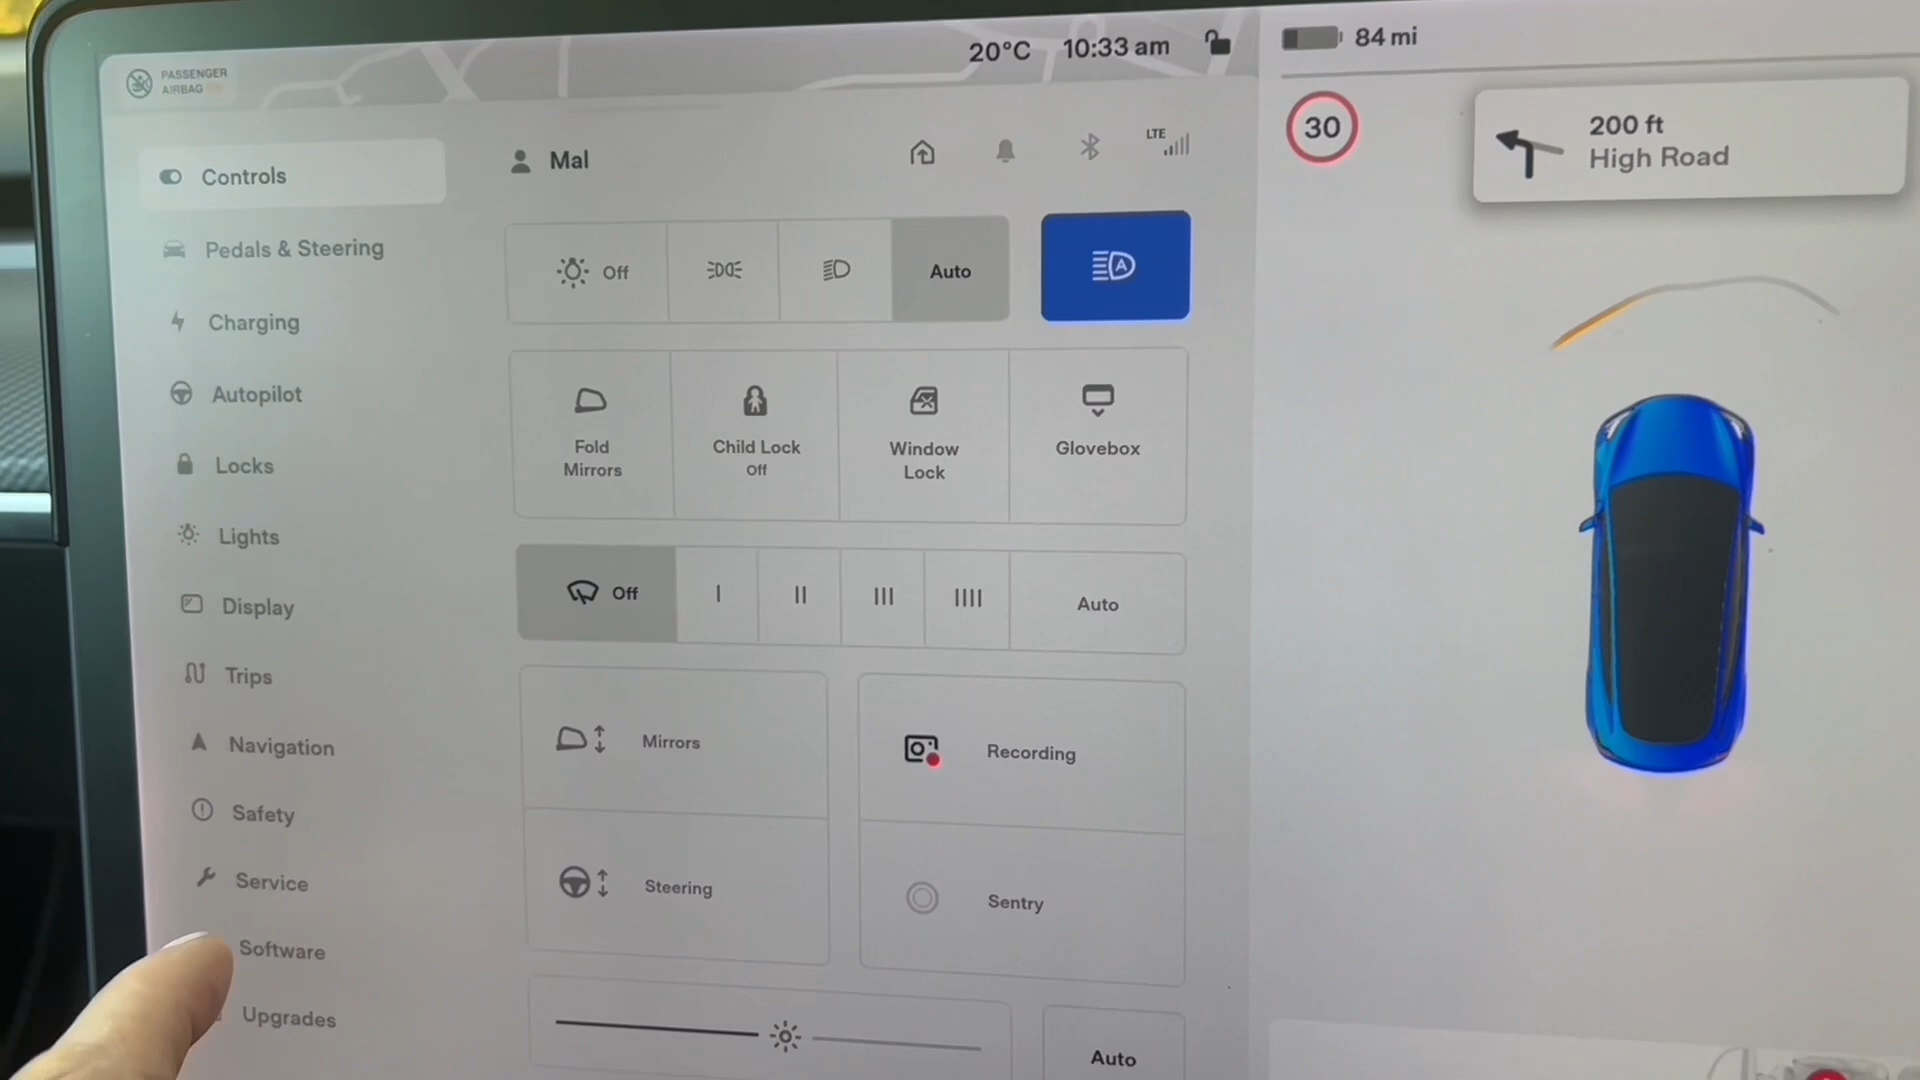 PASSENGER
AIRBAG
20°C 10:33 am
84 mi
30
200 ft
High Road
Controls
Pedals & Steering
Charging
Autopilot
Locks
Lights
Display
Trips
Navigation
Safety
Service
Software
Upgrades
Mal
LTE
Off
Auto
A
Fold
Mirrors
Child Lock
Off
Window
Lock
Glovebox
Off I II III IIII Auto
Mirrors
Recording
Steering
Sentry
Auto